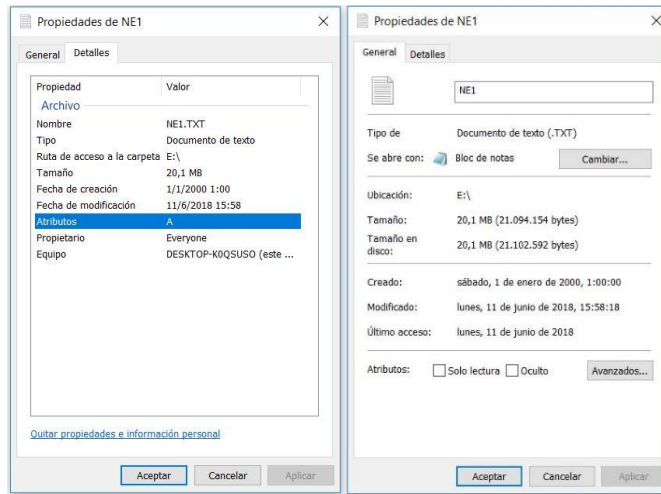 Propiedades de NE1
General Detalles
Propiedad Valor
Archivo
Nombre NE1.TXT
Tipo Documento de texto
Ruta de acceso a la carpeta E:\
Tamaño 20,1 MB
Fecha de creación 1/1/2000 1:00
Fecha de modificación 11/6/2018 15:58
Atributos A
Propietario Everyone
Equipo DESKTOP-K0QSUSO (este ...
Quitar propiedades e información personal
Aceptar Cancelar Aplicar
Propiedades de NE1
General Detalles
NE1
Tipo de Documento de texto (.TXT)
Se abre con: Bloc de notas Cambiar...
Ubicación: E:\
Tamaño: 20,1 MB (21.094.154 bytes)
Tamaño en
disco: 20,1 MB (21.102.592 bytes)
Creado: sábado, 1 de enero de 2000, 1:00:00
Modificado: lunes, 11 de junio de 2018, 15:58:18
Último acceso: lunes, 11 de junio de 2018
Atributos: Solo lectura Oculto Avanzados...
Aceptar Cancelar Aplicar